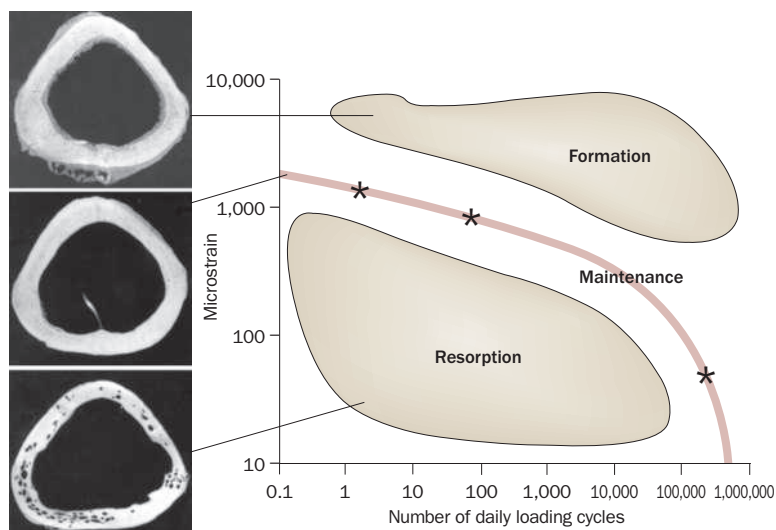 10,000
Formation
1,000
Maintenance
Microstrain
100
Resorption
10
0.1 1 10 100 1,000 10,000 100,000 1,000,000
Number of daily loading cycles